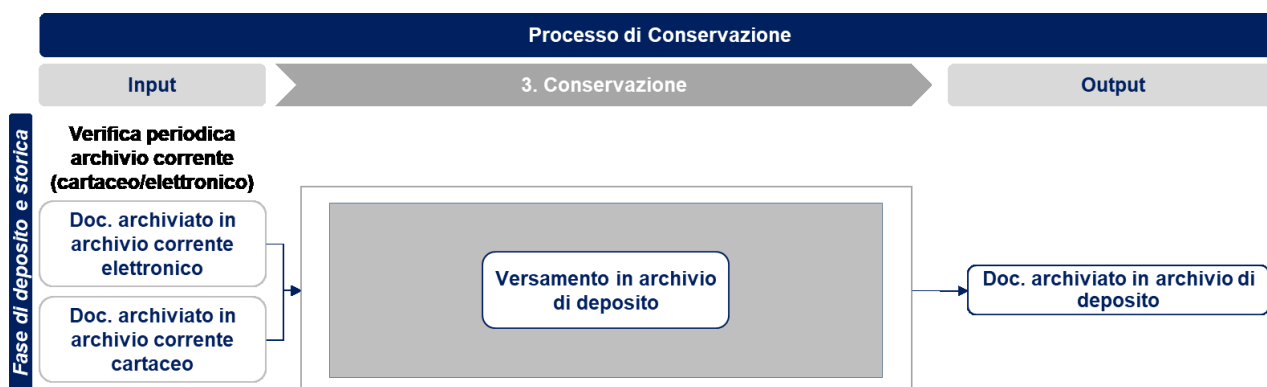 Processo di Conservazione
Input
3. Conservazione
Output
Fase di deposito e storica
Verifica periodica
archivio corrente
(cartaceo/elettronico)
Doc. archiviato in
archivio corrente
elettronico
Doc. archiviato in
archivio corrente
cartaceo
Versamento in archivio
di deposito
Doc. archiviato in archivio di
deposito